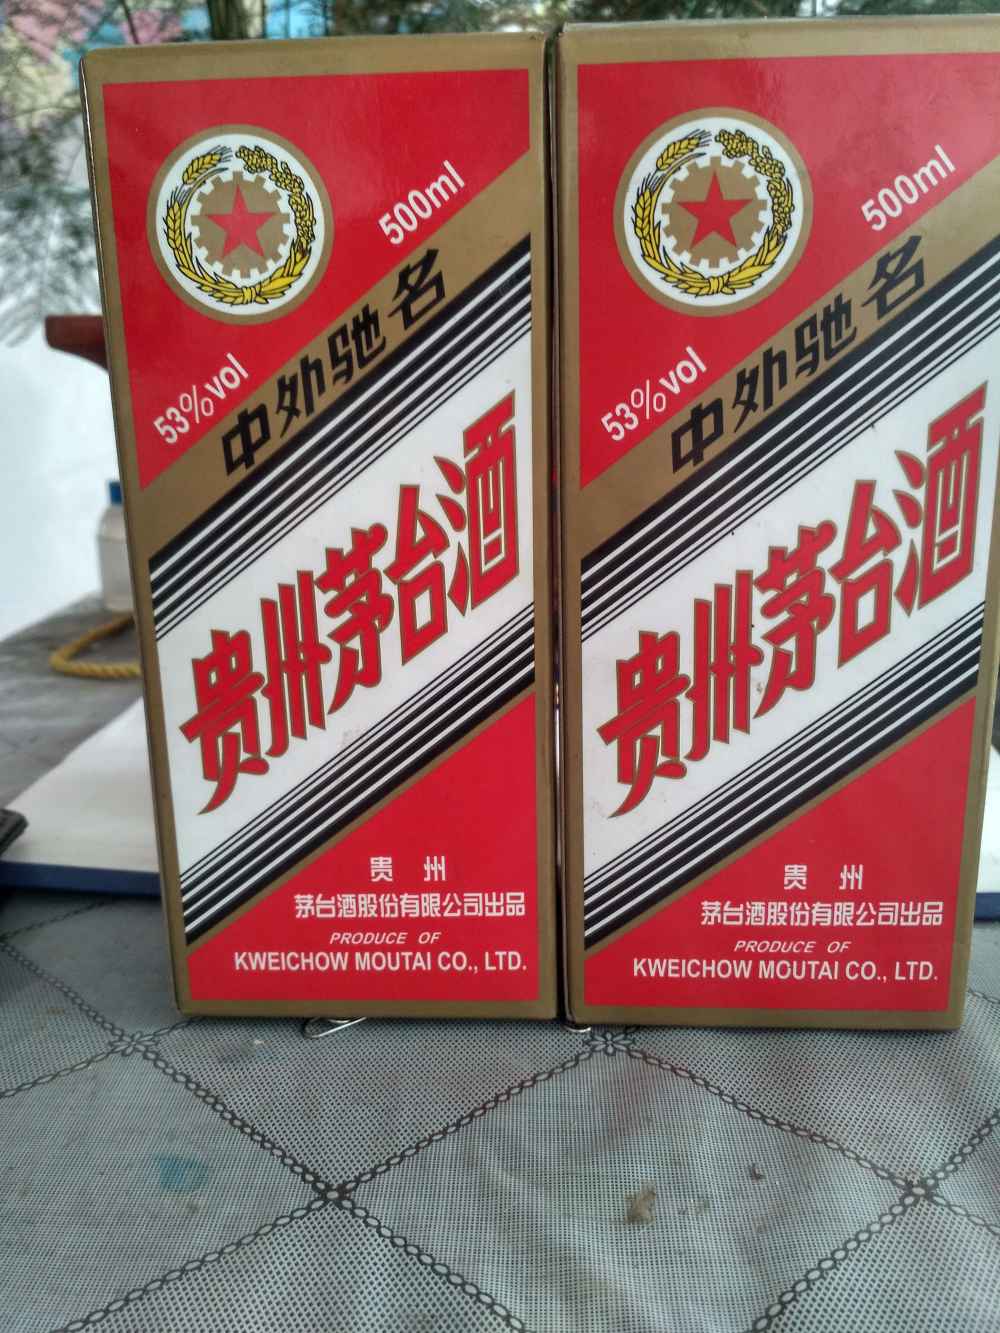 500ml
53%vol
中外驰名
贵州茅台酒
贵州
茅台酒股份有限公司出品
PRODUCE OF
KWEICHOW MOUTAI CO., LTD.
500ml
53%vol
中外驰名
贵州茅台酒
贵州
茅台酒股份有限公司出品
PRODUCE OF
KWEICHOW MOUTAI CO., LTD.